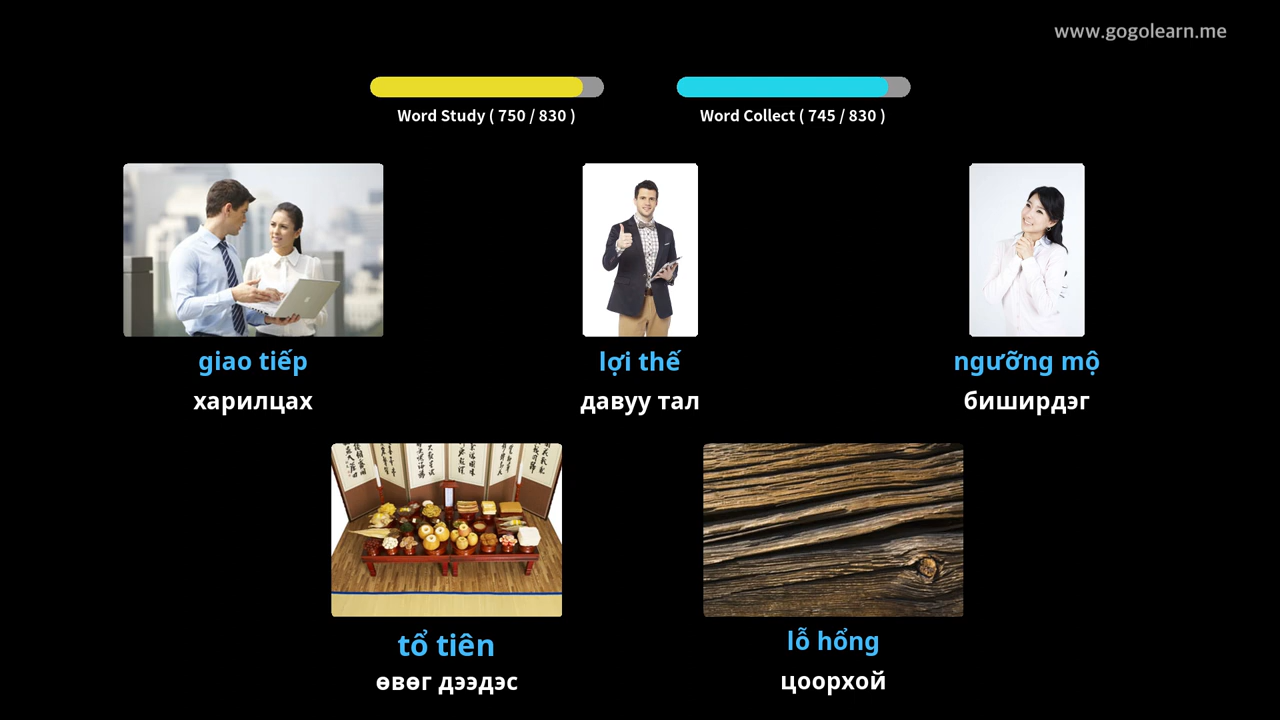 www.gogolearn.me
Word Study ( 750 / 830 )
Word Collect ( 745 / 830 )
giao tiếp
харилцах
lợi thế
давуу тал
ngưỡng mộ
биширдэг
tổ tiên
өвөг дээдэс
lỗ hổng
цоорхой